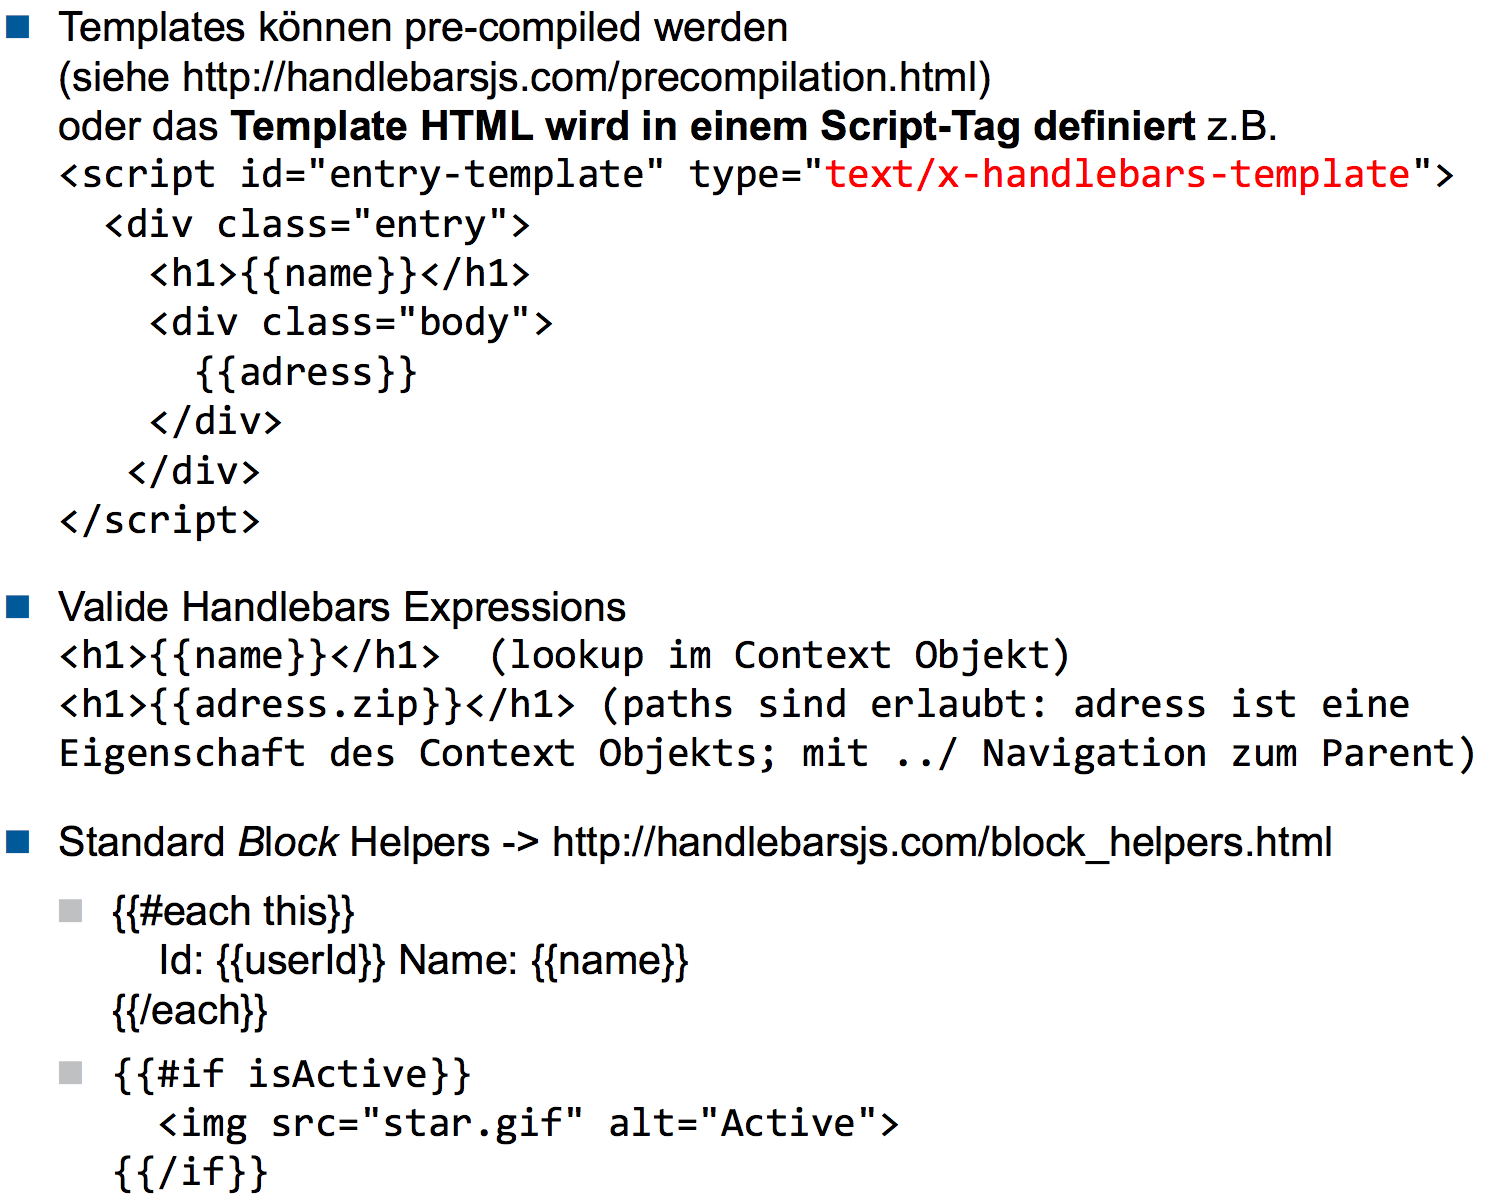 Templates können pre-compiled werden
(siehe http://handlebarsjs.com/precompilation.html)
oder das Template HTML wird in einem Script-Tag definiert z.B.
<script id="entry-template" type="text/x-handlebars-template">
<div class="entry">
<h1>{{name}}</h1>
<div class="body">
{{adress}}
</div>
</div>
</script>
Valide Handlebars Expressions
<h1>{{name}}</h1> (lookup im Context Objekt)
<h1>{{adress.zip}}</h1> (paths sind erlaubt: adress ist eine
Eigenschaft des Context Objekts; mit ../ Navigation zum Parent)
Standard Block Helpers -> http://handlebarsjs.com/block_helpers.html
{{#each this}}
Id: {{userId}} Name: {{name}}
{{/each}}
{{#if isActive}}
<img src="star.gif" alt="Active">
{{/if}}